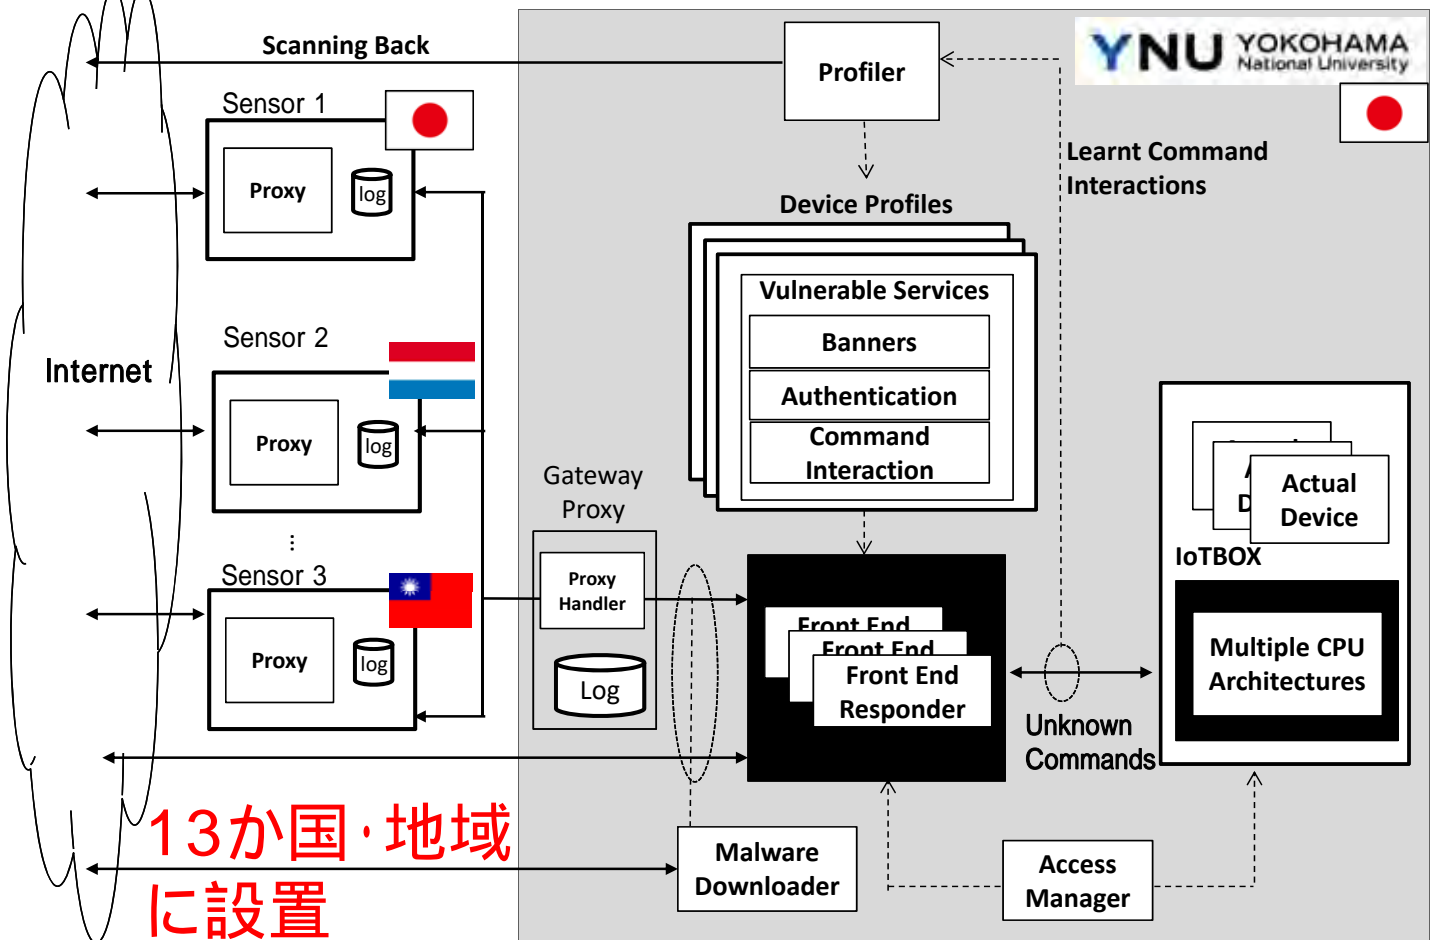 Scanning Back
Profiler
YNU YOKOHAMA
National University
Sensor 1
Proxy
log
Learnt Command
Interactions
Device Profiles
Vulnerable Services
Banners
Authentication
Command
Interaction
Sensor 2
Internet
Proxy
log
Gateway
Proxy
Actual
Device
IoTBOX
Multiple CPU
Architectures
⋮
Sensor 3
Proxy
log
Proxy
Handler
Log
Front End
Front End
Front End
Responder
Unknown
Commands
13か国・地域
に設置
Malware
Downloader
Access
Manager